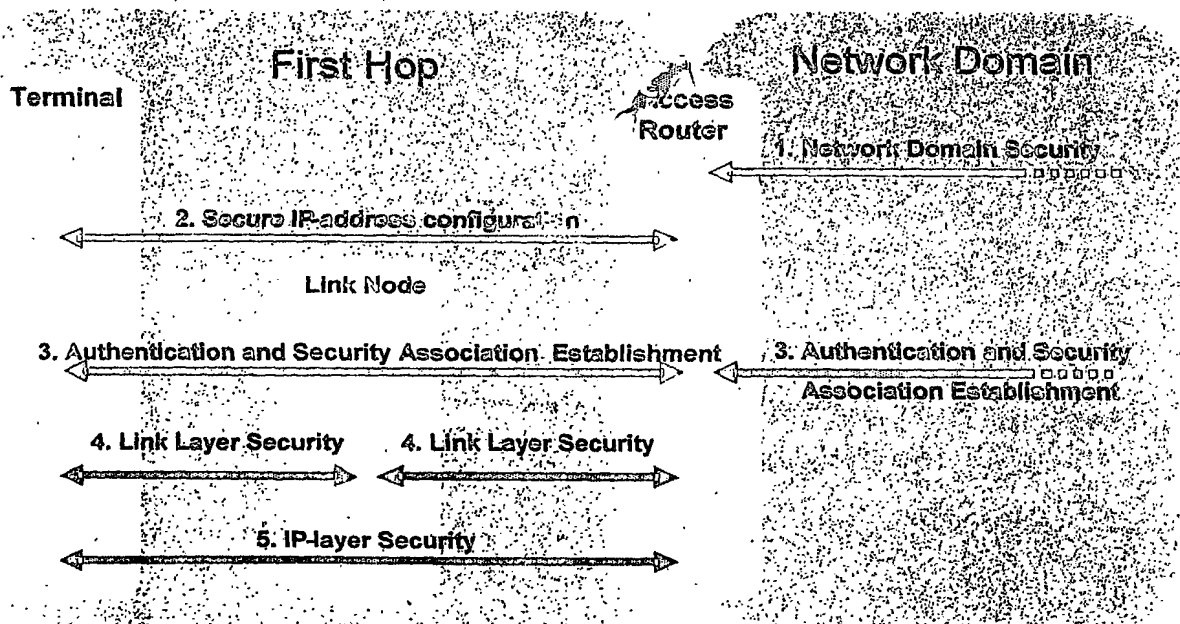 First Hop
Network Domain
Terminal
Access
Router
1. Network Domain Security
2. Secure IP-address configuration
Link Node
3. Authentication and Security Association Establishment
3. Authentication and Security
Association Establishment
4. Link Layer Security
4. Link Layer Security
5. IP-layer Security